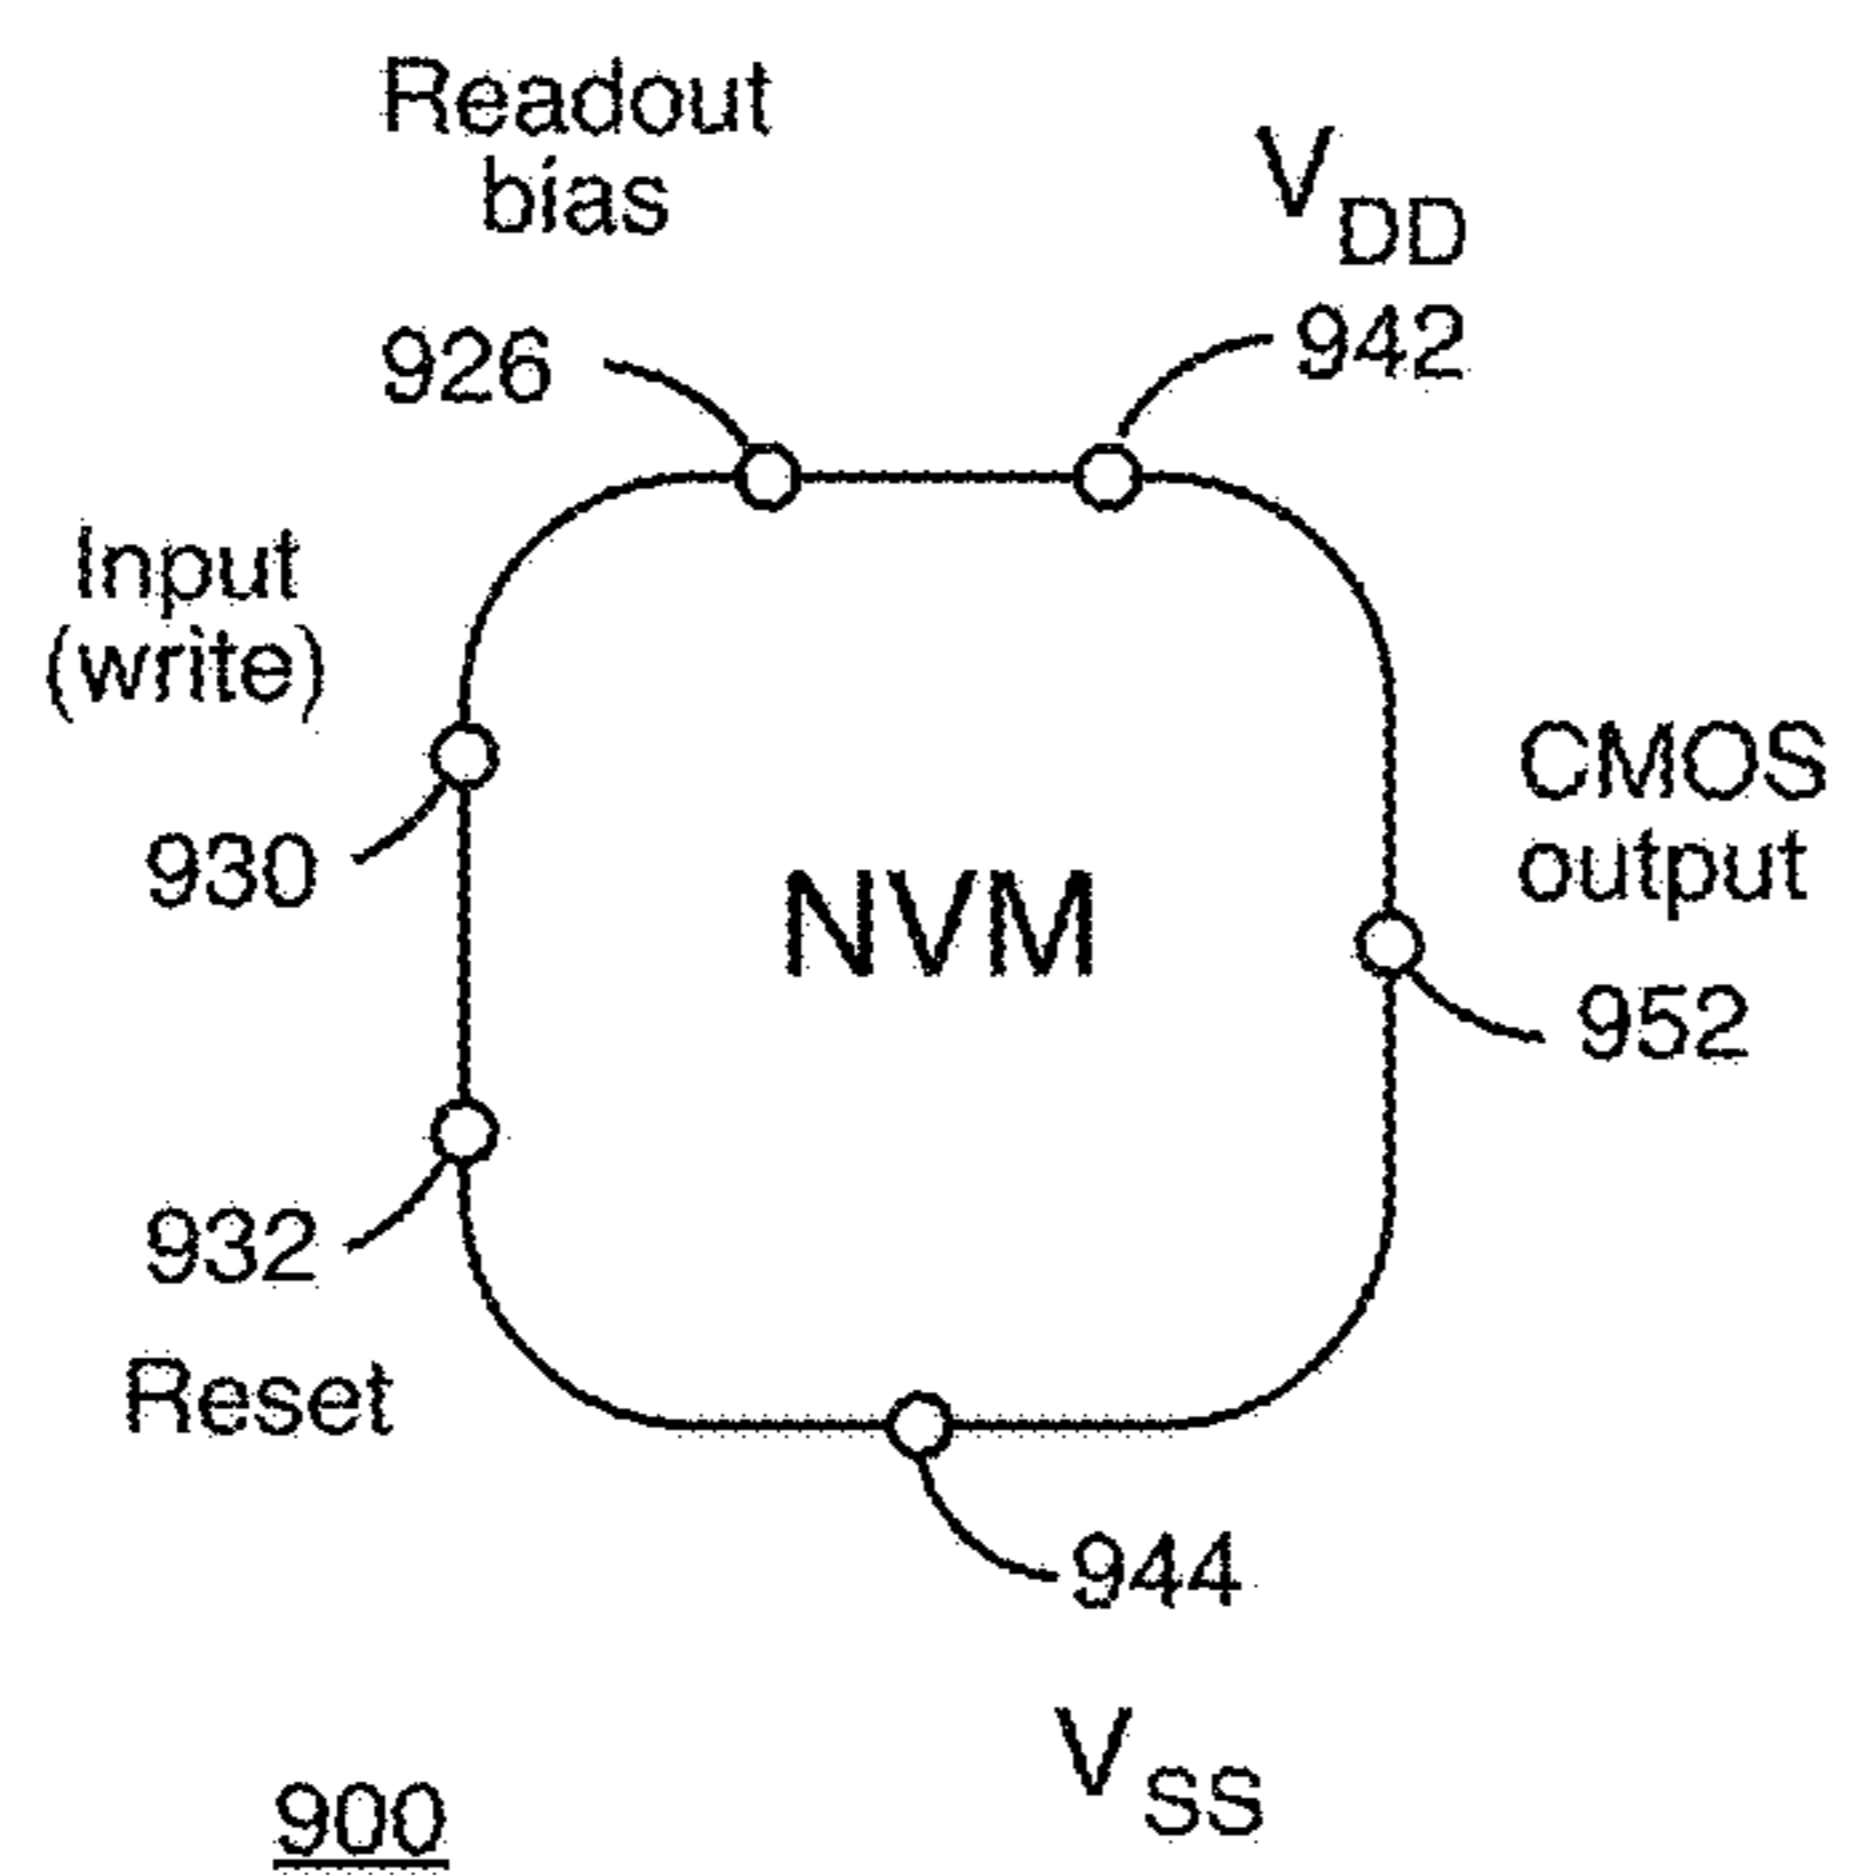 Readout
bias
926
VDD
942
Input
(write)
930
NVM
CMOS
output
952
932
Reset
944
VSS
900